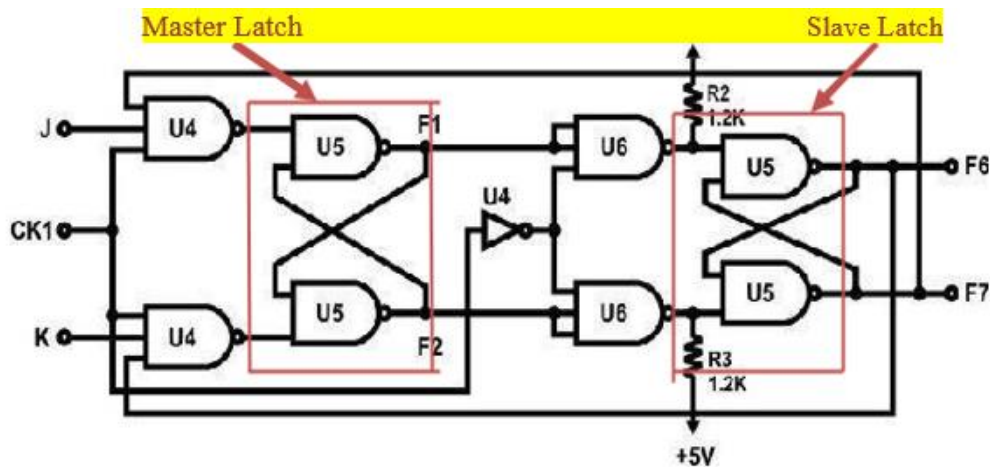 Master Latch
Slave Latch
R2
1.2K
J
U4
U5
F1
U6
U5
F6
U4
CK1
K
U4
U5
F2
U6
U5
F7
R3
1.2K
+5V